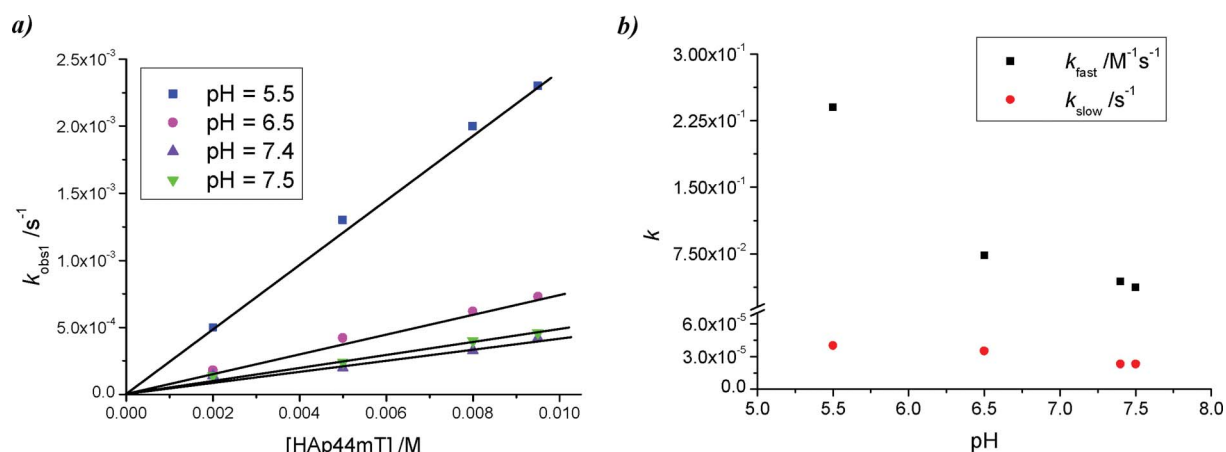 a)
2.5x10⁻³
2.0x10⁻³
1.5x10⁻³
1.0x10⁻³
5.0x10⁻⁴
0.0
k_obs1 /s⁻¹
pH = 5.5
pH = 6.5
pH = 7.4
pH = 7.5
0.000 0.002 0.004 0.006 0.008 0.010
[HAp44mT] /M
b)
3.00x10⁻¹
2.25x10⁻¹
1.50x10⁻¹
7.50x10⁻²
6.0x10⁻⁵
3.0x10⁻⁵
0.0
k
k_fast /M⁻¹s⁻¹
k_slow /s⁻¹
5.0 5.5 6.0 6.5 7.0 7.5 8.0
pH